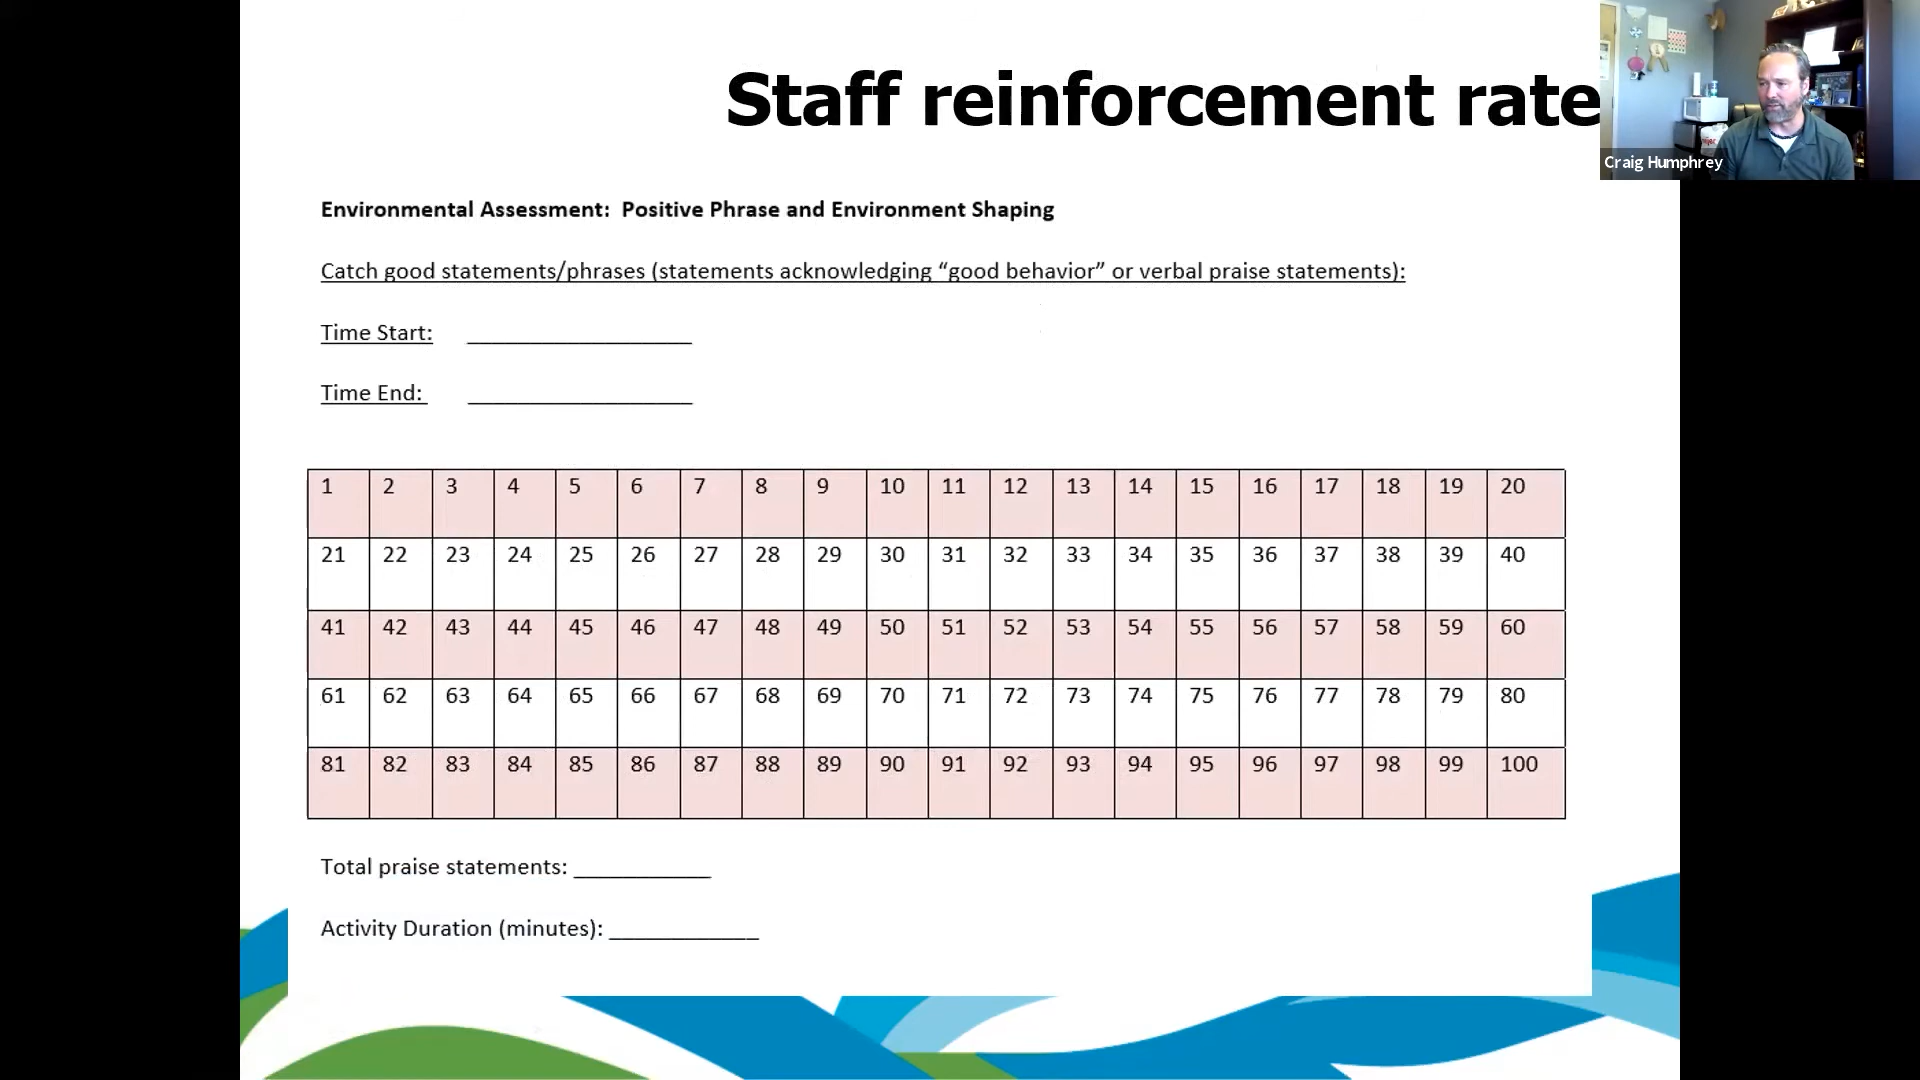 Staff reinforcement rate
Craig Humphrey
Environmental Assessment:  Positive Phrase and Environment Shaping
Catch good statements/phrases (statements acknowledging “good behavior” or verbal praise statements):
Time Start: __________________
Time End: __________________
1 2 3 4 5 6 7 8 9 10 11 12 13 14 15 16 17 18 19 20
21 22 23 24 25 26 27 28 29 30 31 32 33 34 35 36 37 38 39 40
41 42 43 44 45 46 47 48 49 50 51 52 53 54 55 56 57 58 59 60
61 62 63 64 65 66 67 68 69 70 71 72 73 74 75 76 77 78 79 80
81 82 83 84 85 86 87 88 89 90 91 92 93 94 95 96 97 98 99 100
Total praise statements: ___________
Activity Duration (minutes): ____________